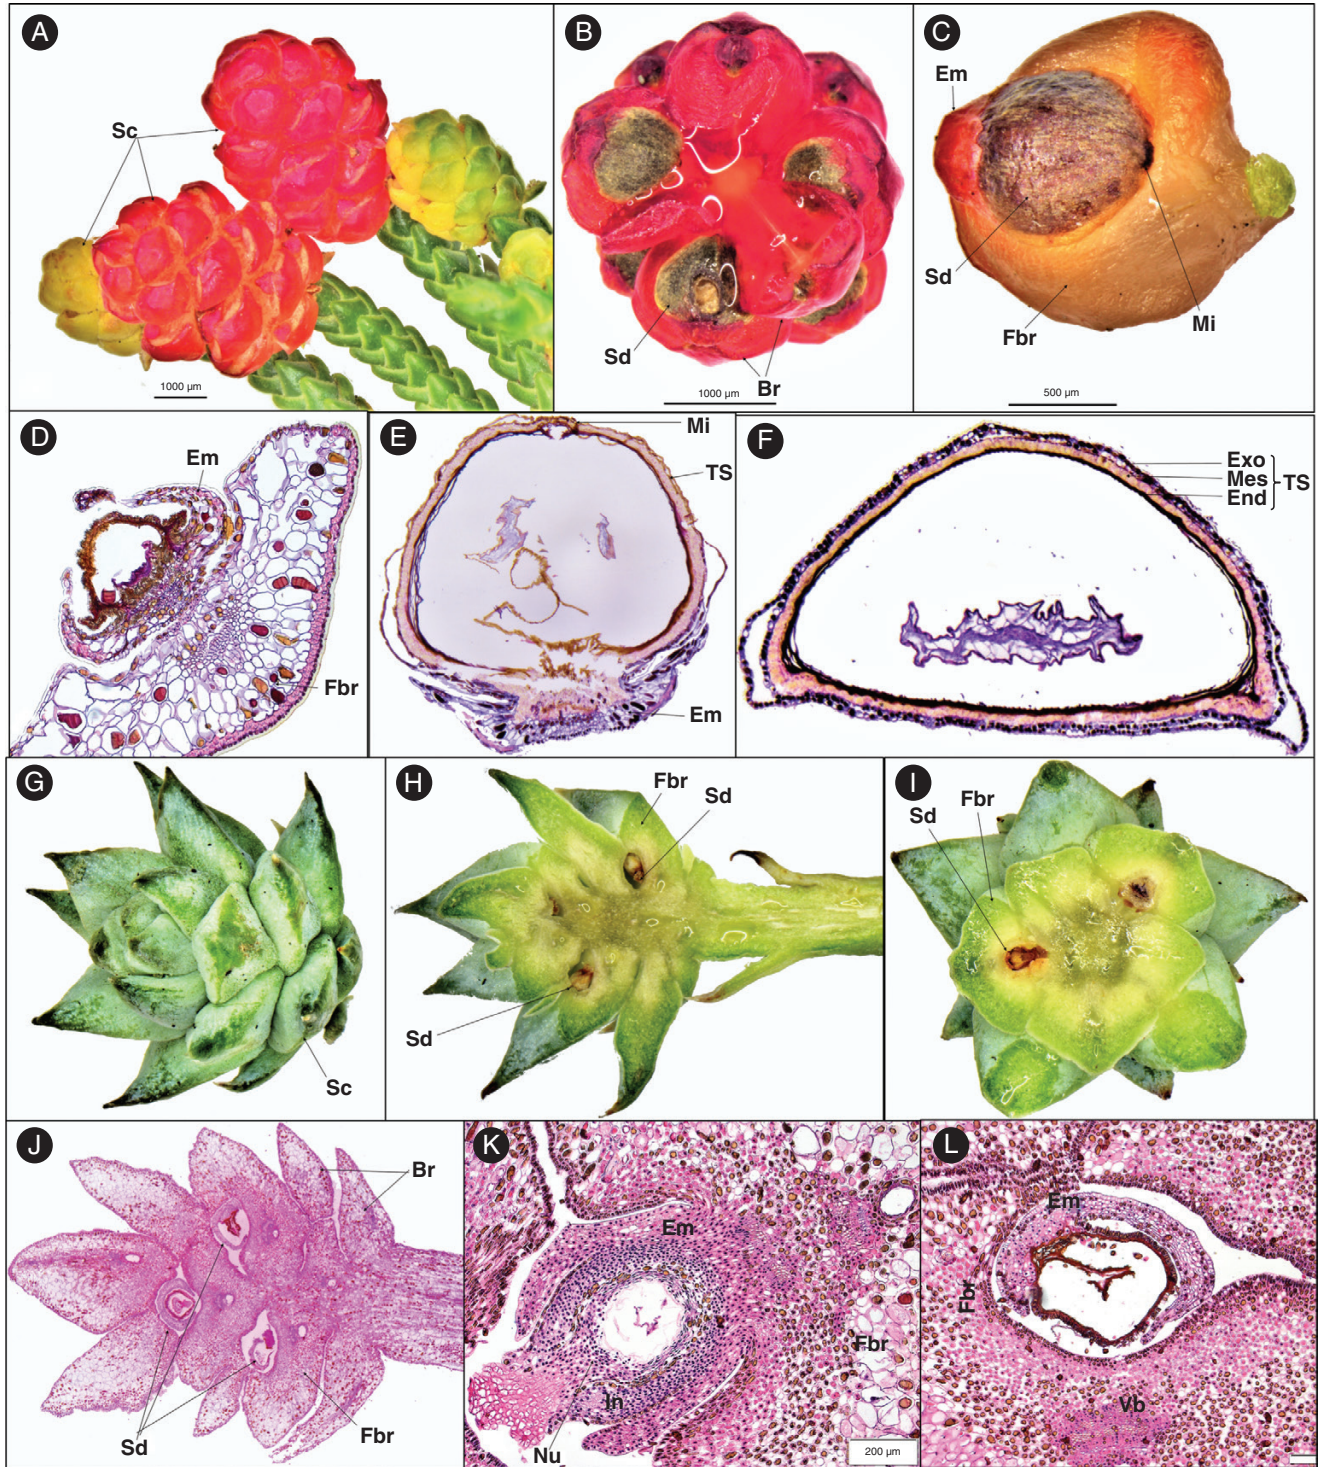 A
Sc
1000 µm
B
Sd
Br
1000 µm
C
Em
Sd
Fbr
Mi
500 µm
D
Em
Fbr
E
Mi
TS
Em
F
Exo
Mes TS
End
G
Sc
H
Fbr
Sd
Sd
I
Fbr
Sd
J
Br
Sd
Fbr
K
Em
Fbr
In
Nu
200 µm
L
Em
Fbr
Vb